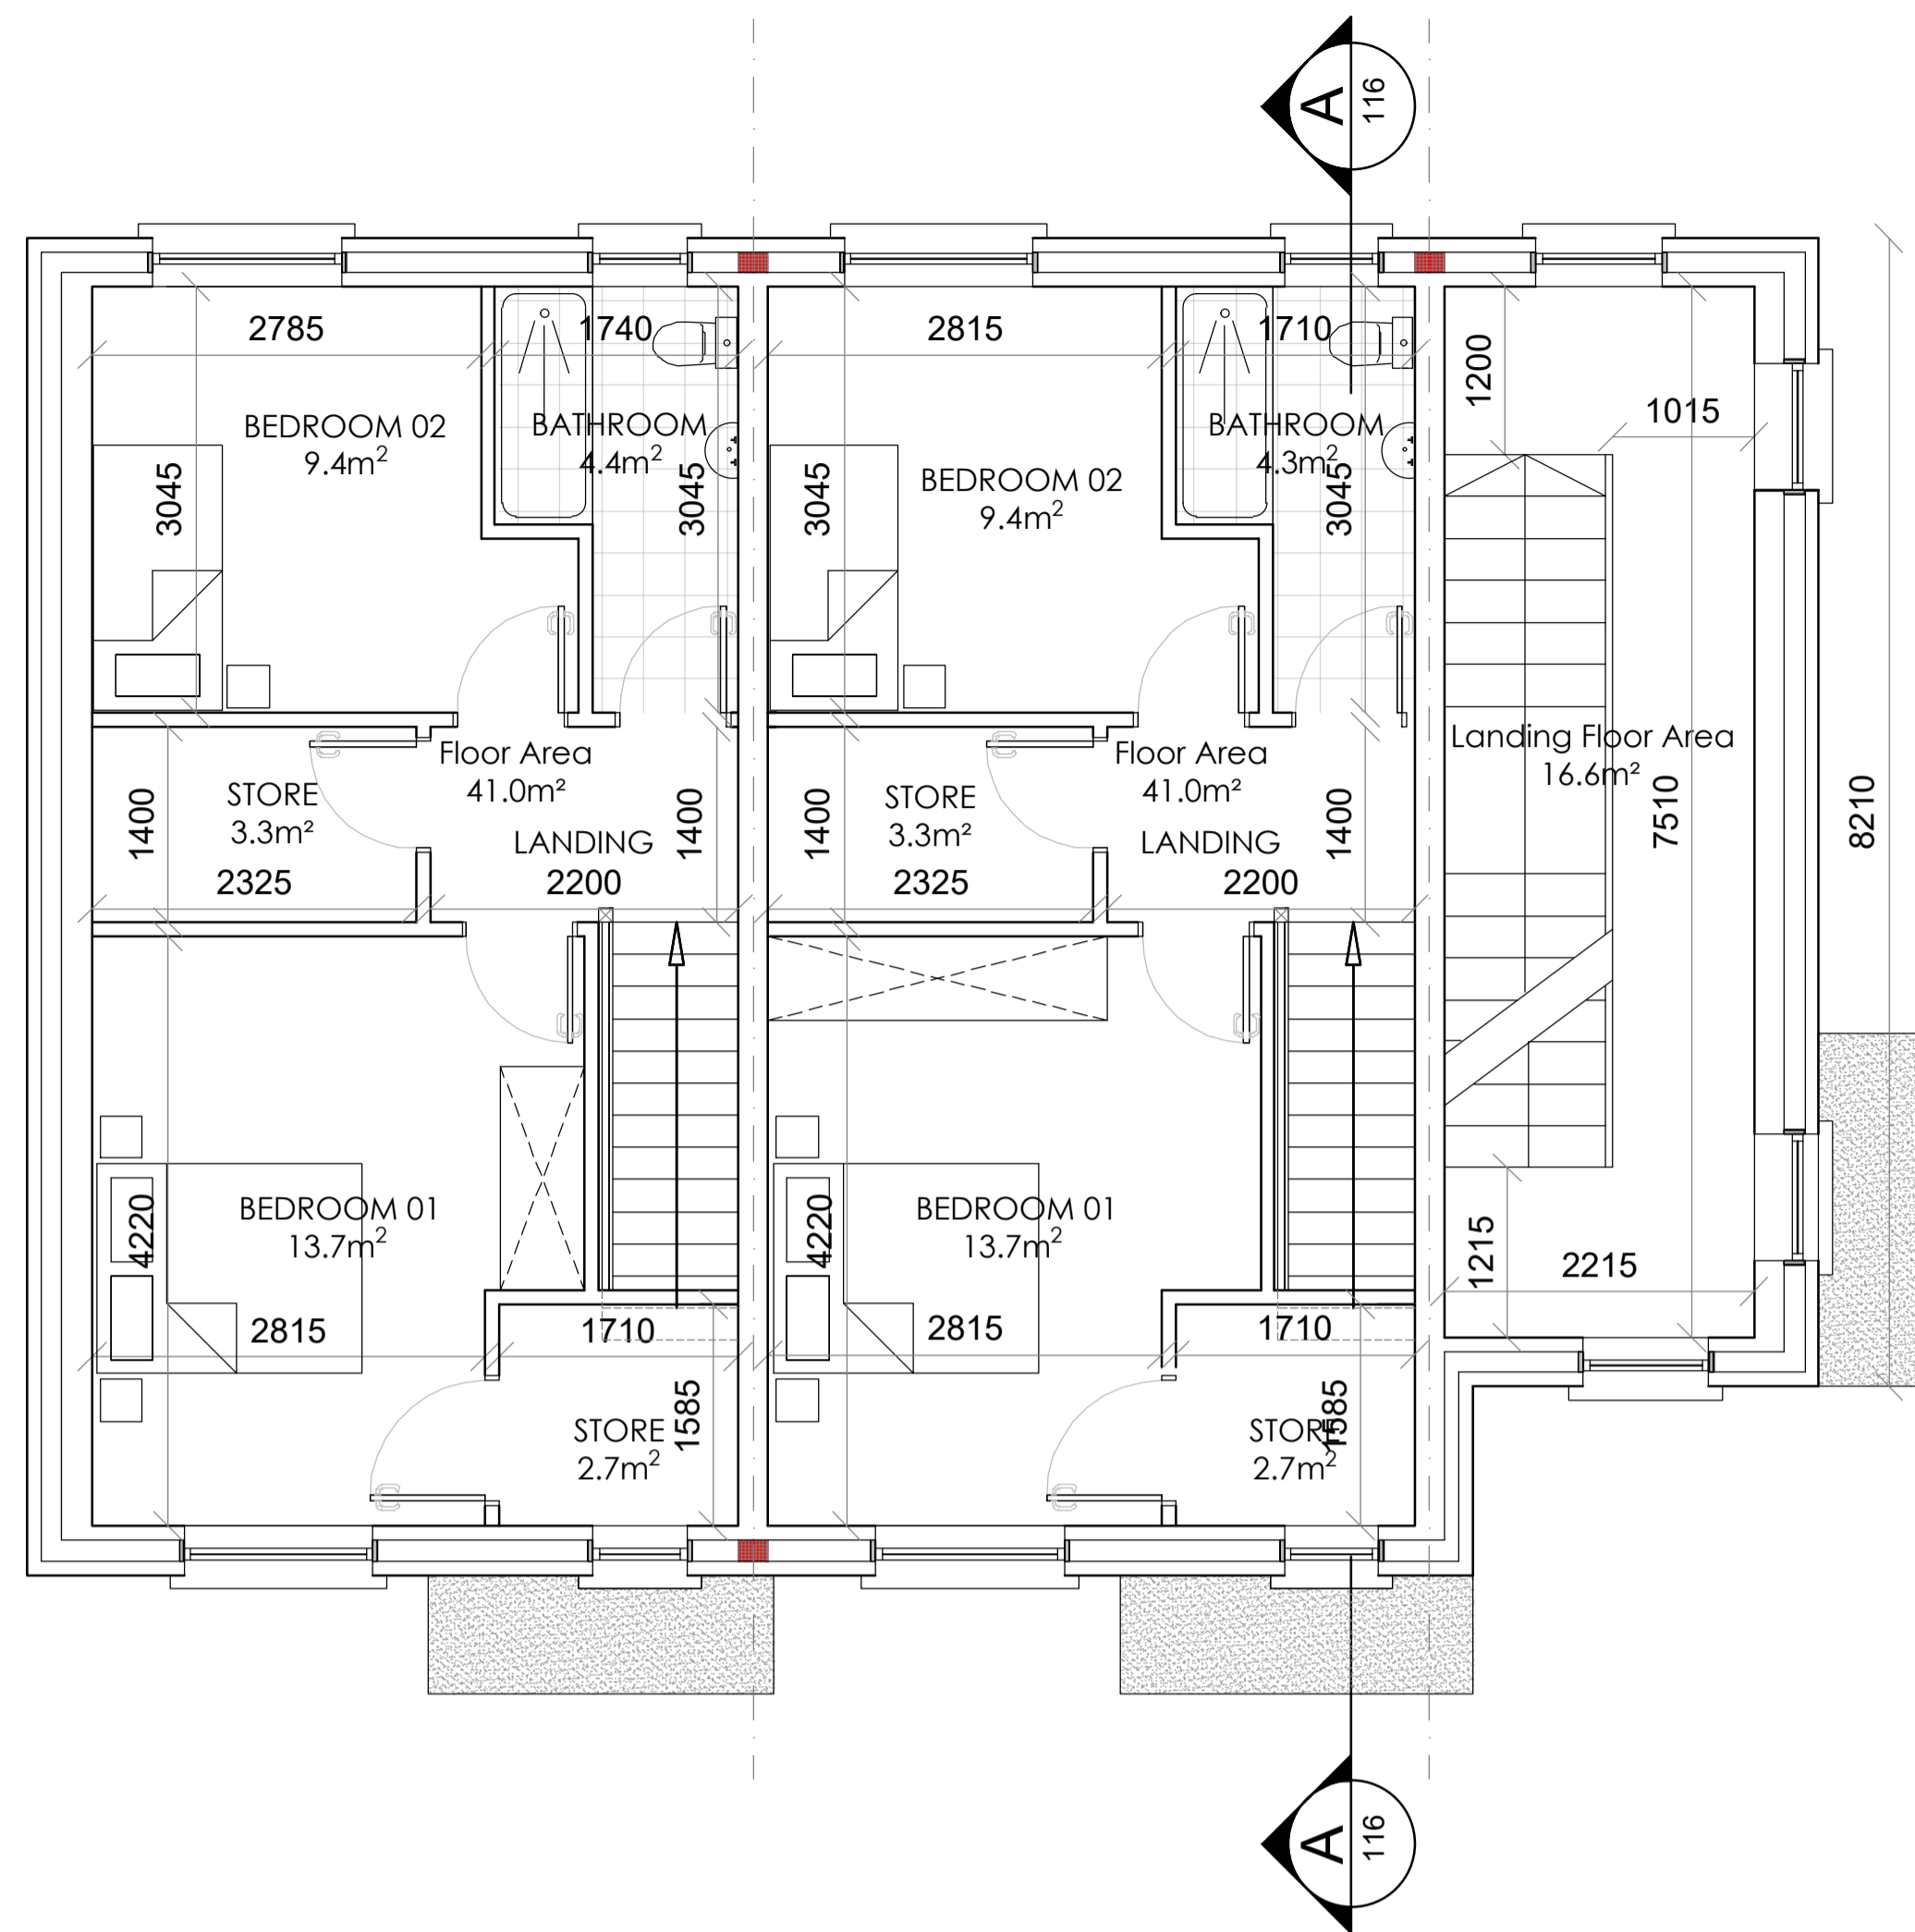 A
116
2785
1740
2815
1710
1200
1015
BEDROOM 02
9.4m²
BATHROOM
4.4m²
BEDROOM 02
9.4m²
BATHROOM
4.3m²
3045
3045
3045
3045
Floor Area
41.0m²
Floor Area
41.0m²
Landing Floor Area
16.6m²
7510
8210
STORE
3.3m²
STORE
3.3m²
1400
1400
1400
1400
LANDING
LANDING
2325
2200
2325
2200
BEDROOM 01
13.7m²
BEDROOM 01
13.7m²
4220
4220
1215
2215
2815
1710
2815
1710
STORE
2.7m²
1585
STORE
2.7m²
1585
A
116